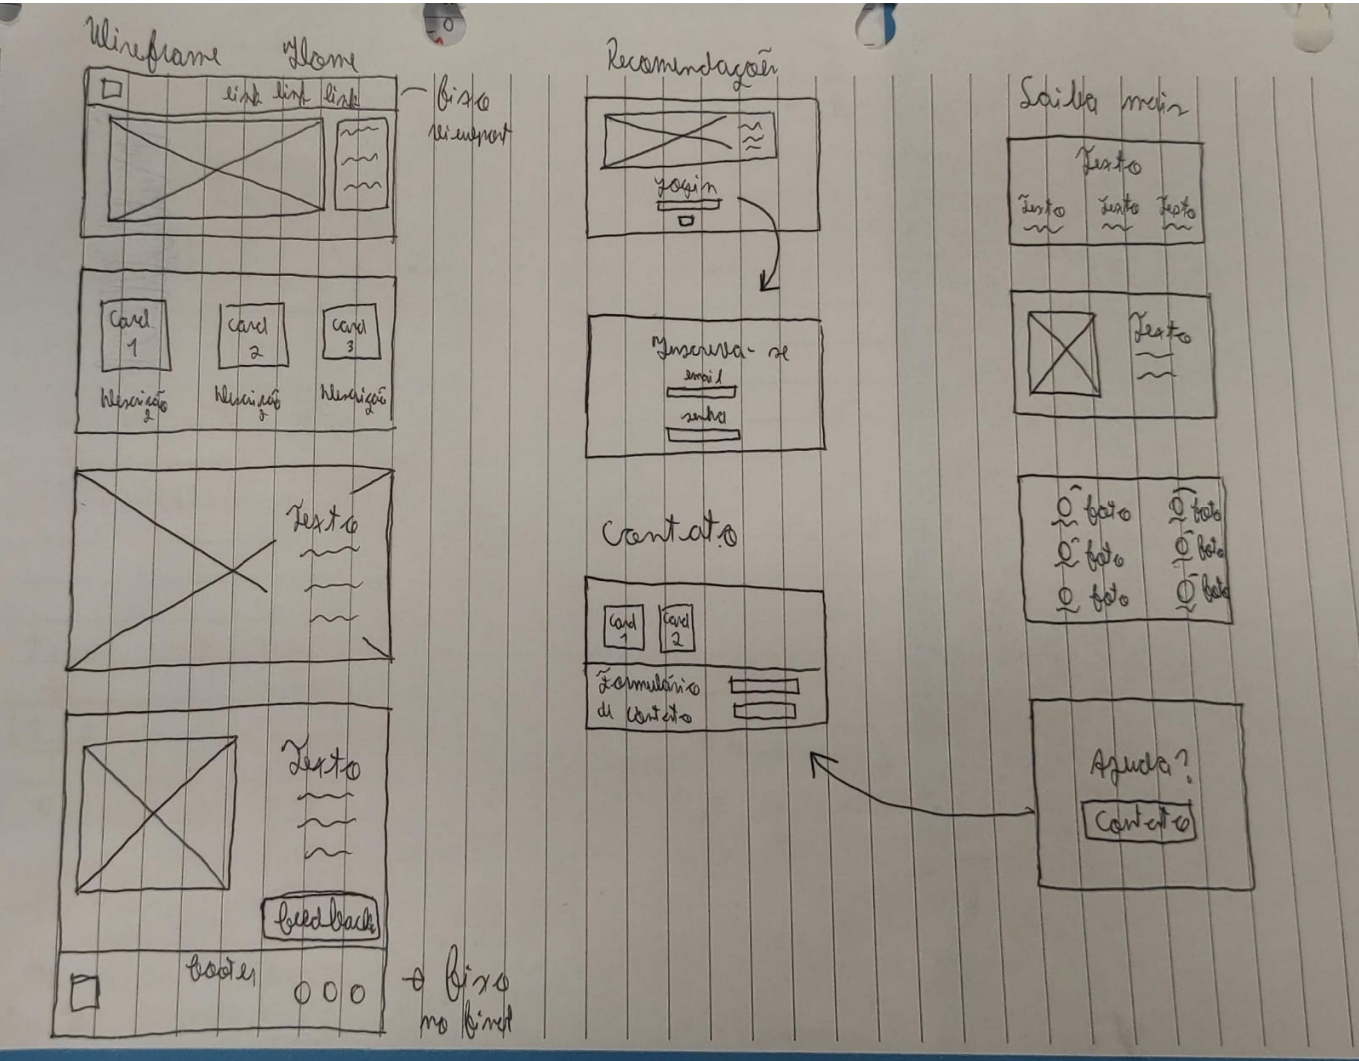 Wireframe Home
link link link
fixo
viewport
Card
1
Card
2
Card
3
Descrição
Descrição
Descrição
Texto
Texto
feedback
footer
fixo
no final
Recomendações
Login
Inscreva-se
email
senha
Contato
Card
1
Card
2
Formulário
de Contato
Saiba mais
Texto
Texto Texto Texto
Texto
foto foto
foto foto
foto foto
Ajuda?
Contato